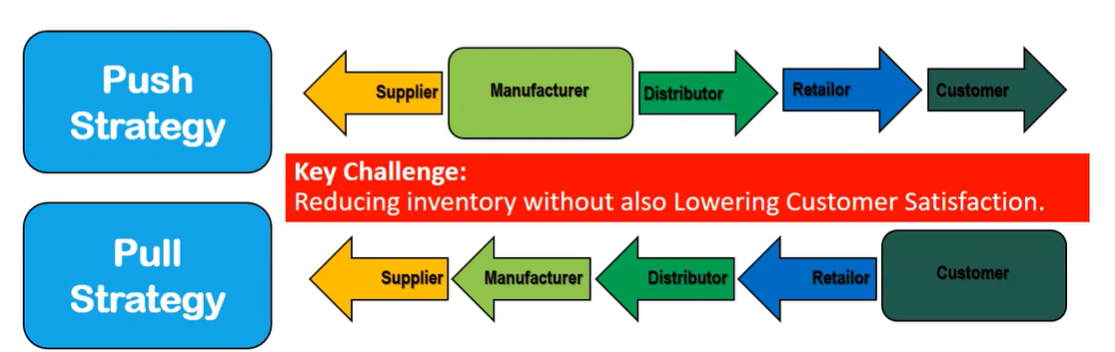 Push
Strategy
Supplier
Manufacturer
Distributor
Retailor
Customer
Key Challenge:
Reducing inventory without also Lowering Customer Satisfaction.
Pull
Strategy
Supplier
Manufacturer
Distributor
Retailor
Customer